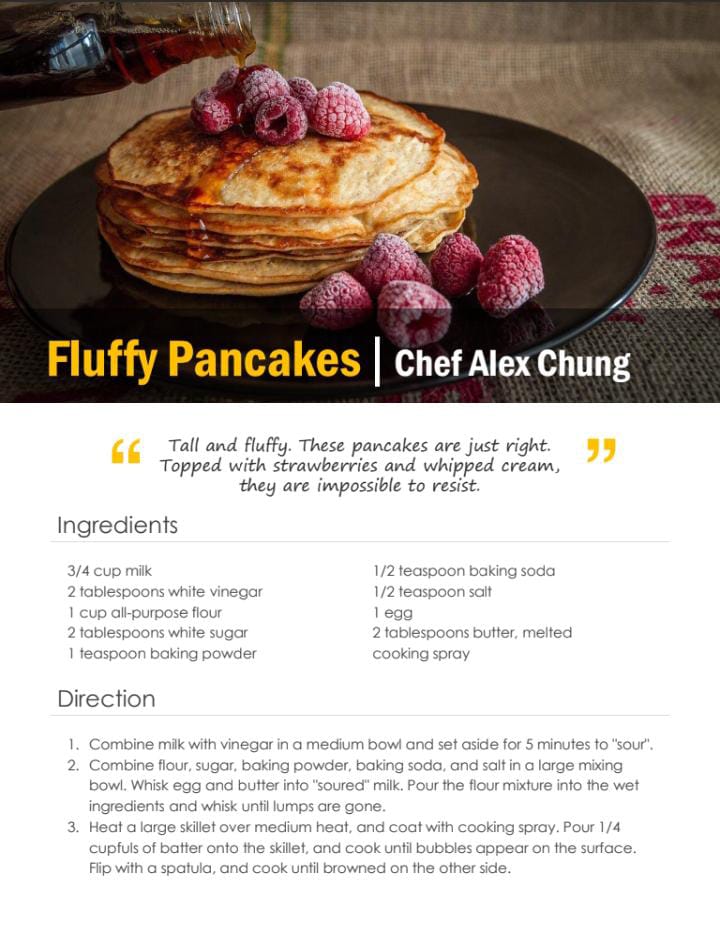 Fluffy Pancakes | Chef Alex Chung
“ Tall and fluffy. These pancakes are just right. ”
Topped with strawberries and whipped cream,
they are impossible to resist.
Ingredients
3/4 cup milk
2 tablespoons white vinegar
1 cup all-purpose flour
2 tablespoons white sugar
1 teaspoon baking powder
1/2 teaspoon baking soda
1/2 teaspoon salt
1 egg
2 tablespoons butter, melted
cooking spray
Direction
1. Combine milk with vinegar in a medium bowl and set aside for 5 minutes to "sour".
2. Combine flour, sugar, baking powder, baking soda, and salt in a large mixing
bowl. Whisk egg and butter into "soured" milk. Pour the flour mixture into the wet
ingredients and whisk until lumps are gone.
3. Heat a large skillet over medium heat, and coat with cooking spray. Pour 1/4
cupfuls of batter onto the skillet, and cook until bubbles appear on the surface.
Flip with a spatula, and cook until browned on the other side.